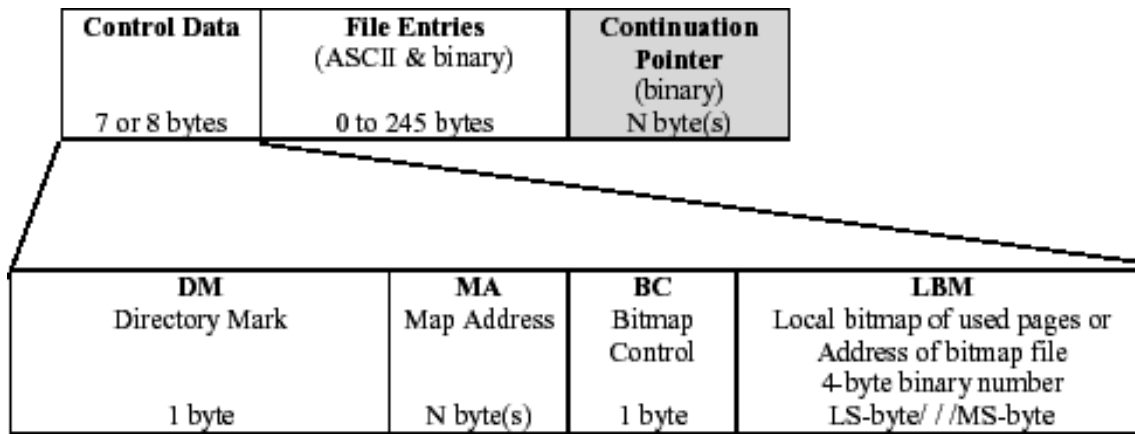 Control Data
7 or 8 bytes
File Entries
(ASCII & binary)
0 to 245 bytes
Continuation
Pointer
(binary)
N byte(s)
DM
Directory Mark
1 byte
MA
Map Address
N byte(s)
BC
Bitmap
Control
1 byte
LBM
Local bitmap of used pages or
Address of bitmap file
4-byte binary number
LS-byte/ / /MS-byte